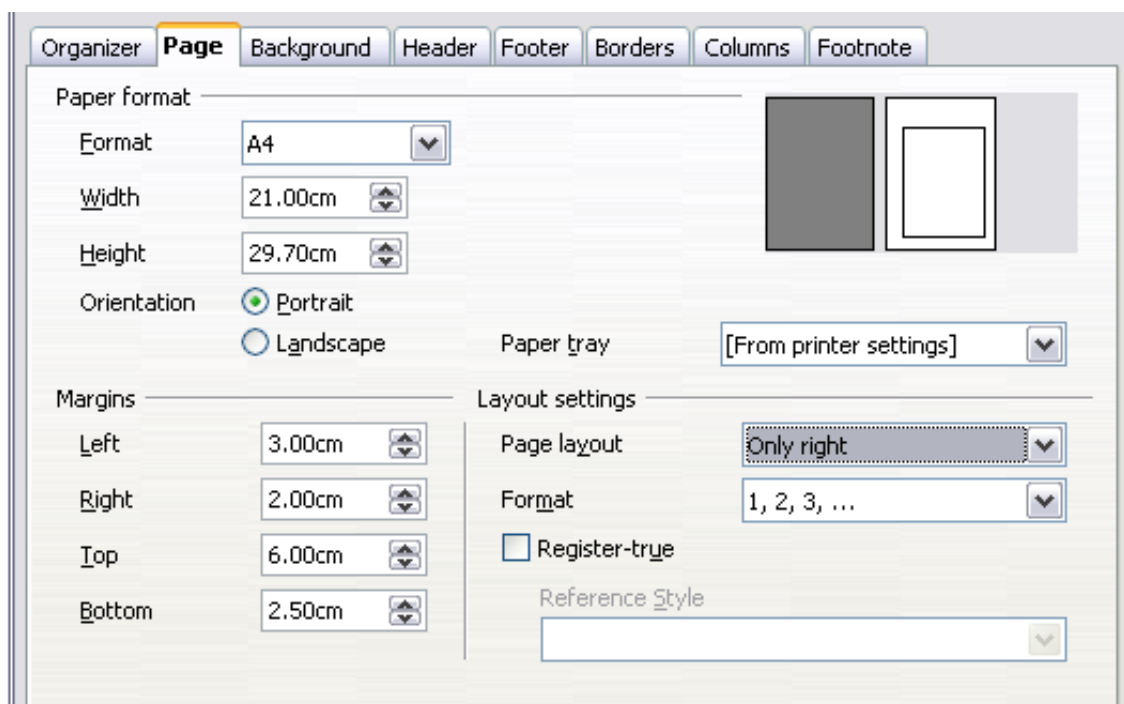 Organizer Page Background Header Footer Borders Columns Footnote
Paper format
Format A4
Width 21.00cm
Height 29.70cm
Orientation Portrait
Landscape Paper tray [From printer settings]
Margins Layout settings
Left 3.00cm Page layout Only right
Right 2.00cm Format 1, 2, 3, ...
Top 6.00cm Register-true
Reference Style
Bottom 2.50cm